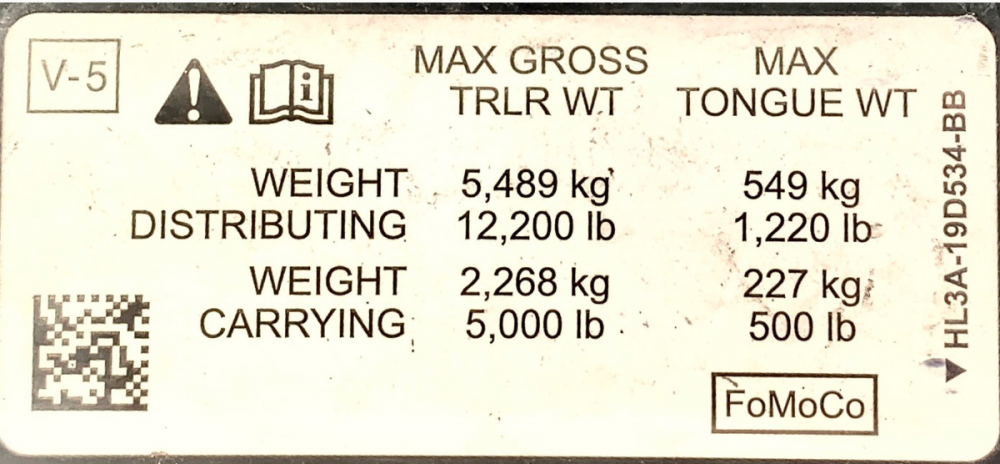 V-5
MAX GROSS
TRLR WT
MAX
TONGUE WT
WEIGHT
DISTRIBUTING
5,489 kg
12,200 lb
549 kg
1,220 lb
WEIGHT
CARRYING
2,268 kg
5,000 lb
227 kg
500 lb
FoMoCo
HL3A-19D534-BB